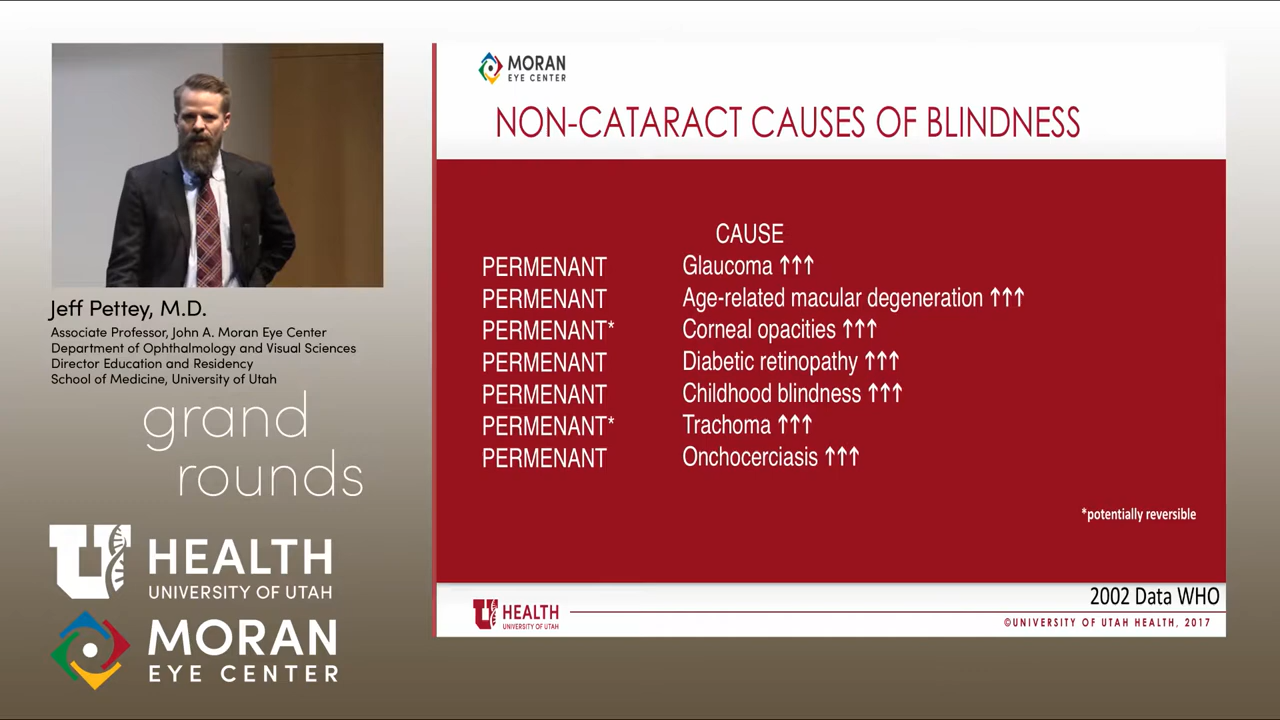 Jeff Pettey, M.D.
Associate Professor, John A. Moran Eye Center
Department of Ophthalmology and Visual Sciences
Director Education and Residency
School of Medicine, University of Utah
grand
rounds
U HEALTH
UNIVERSITY OF UTAH
MORAN
EYE CENTER
MORAN
EYE CENTER
NON-CATARACT CAUSES OF BLINDNESS
CAUSE
PERMENANT Glaucoma ↑↑↑
PERMENANT Age-related macular degeneration ↑↑↑
PERMENANT* Corneal opacities ↑↑↑
PERMENANT Diabetic retinopathy ↑↑↑
PERMENANT Childhood blindness ↑↑↑
PERMENANT* Trachoma ↑↑↑
PERMENANT Onchocerciasis ↑↑↑
*potentially reversible
2002 Data WHO
U HEALTH
UNIVERSITY OF UTAH
©UNIVERSITY OF UTAH HEALTH, 2017